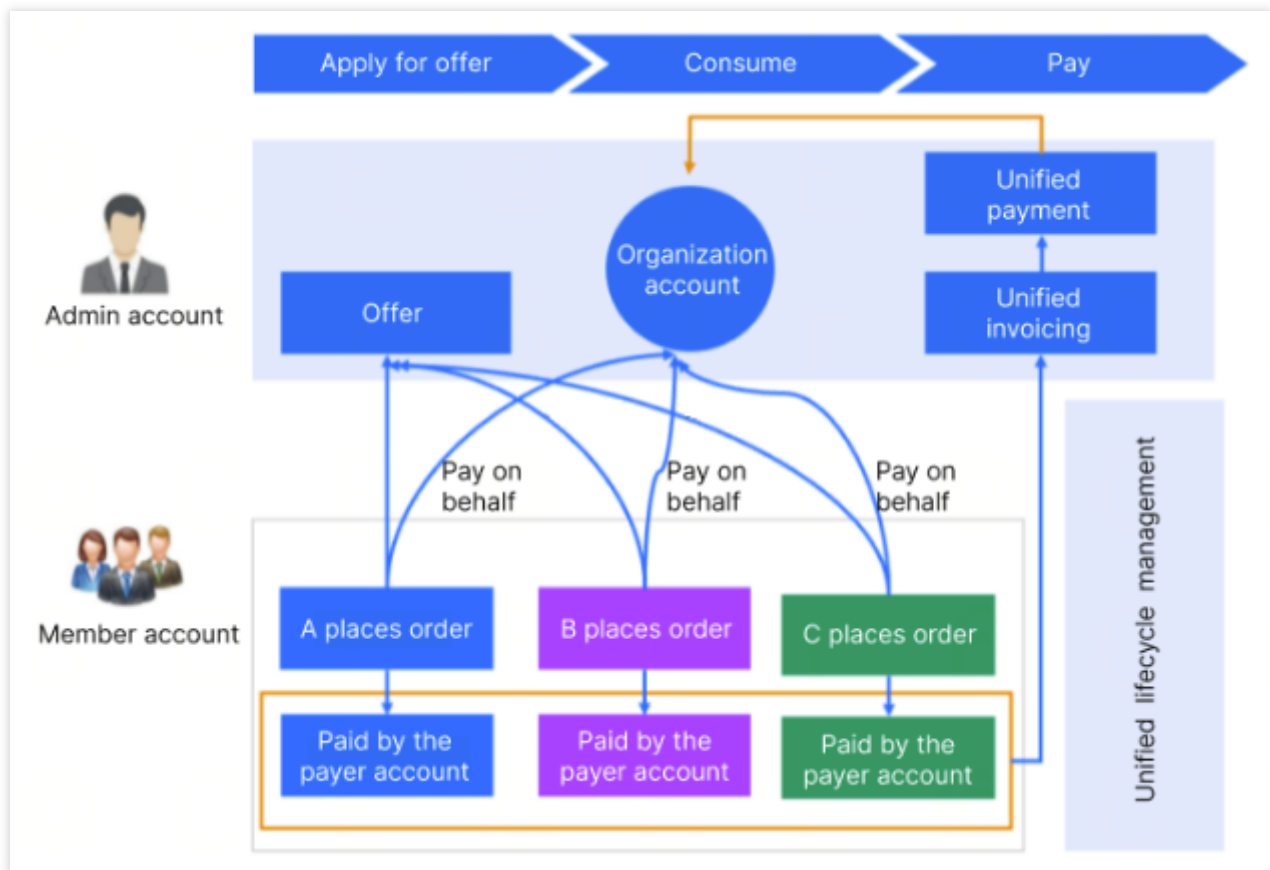 Apply for offer
Consume
Pay
Unified
payment
Organization
account
Offer
Unified
invoicing
Admin account
Pay on
behalf
Pay on
behalf
Pay on
behalf
Member account
A places order
B places order
C places order
Paid by the
payer account
Paid by the
payer account
Paid by the
payer account
Unified lifecycle management